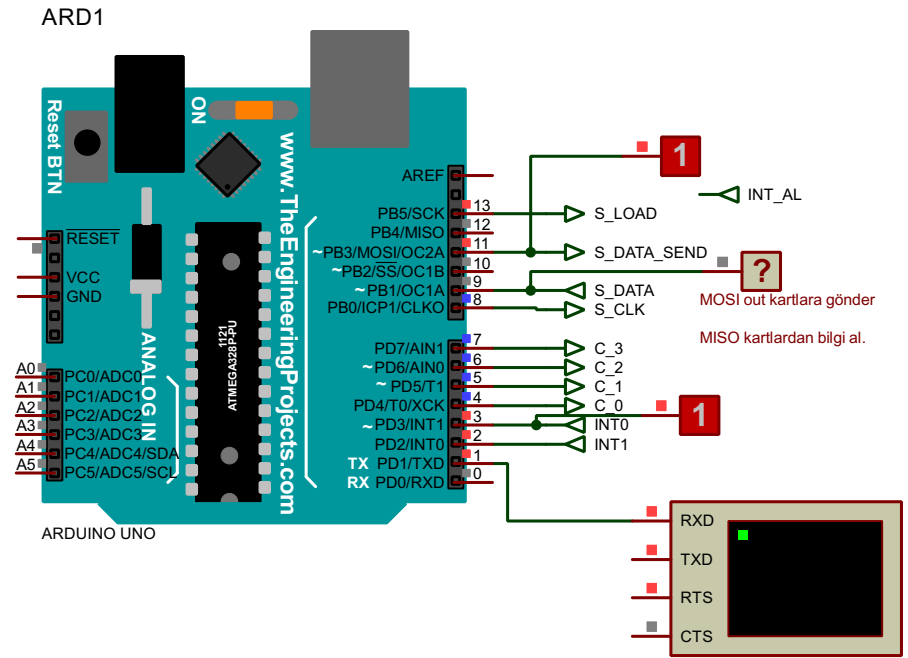 ARD1
Reset BTN
ON
www.TheEngineeringProjects.com
1121
ATMEGA328P-PU
ANALOG IN
RESET
VCC
GND
A0 PC0/ADC0
A1 PC1/ADC1
A2 PC2/ADC2
A3 PC3/ADC3
A4 PC4/ADC4/SDA
A5 PC5/ADC5/SCL
ARDUINO UNO
AREF
PB5/SCK 13 S_LOAD
PB4/MISO 12
~PB3/MOSI/OC2A 11 S_DATA_SEND
~PB2/SS/OC1B 10
~PB1/OC1A 9 S_DATA
PB0/ICP1/CLKO 8 S_CLK
PD7/AIN1 7 C_3
~PD6/AIN0 6 C_2
~PD5/T1 5 C_1
PD4/T0/XCK 4 C_0
~PD3/INT1 3 INT0
PD2/INT0 2 INT1
TX PD1/TXD 1
RX PD0/RXD 0
1
INT_AL
?
MOSI out kartlara gönder
MISO kartlardan bilgi al.
1
RXD
TXD
RTS
CTS